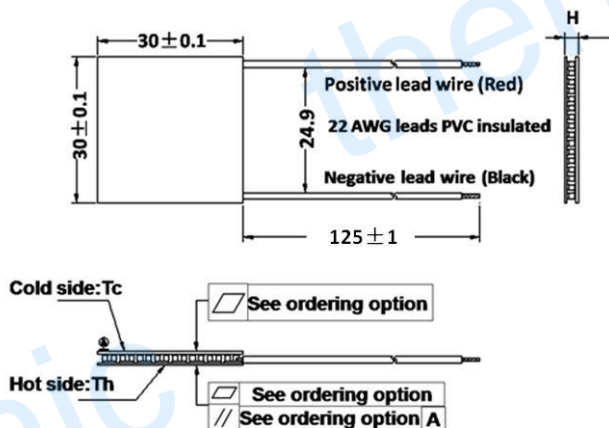 30±0.1
H
30±0.1
Positive lead wire (Red)
24.9
22 AWG leads PVC insulated
Negative lead wire (Black)
125±1
Cold side:Tc
See ordering option
Hot side:Th
See ordering option
// See ordering option A